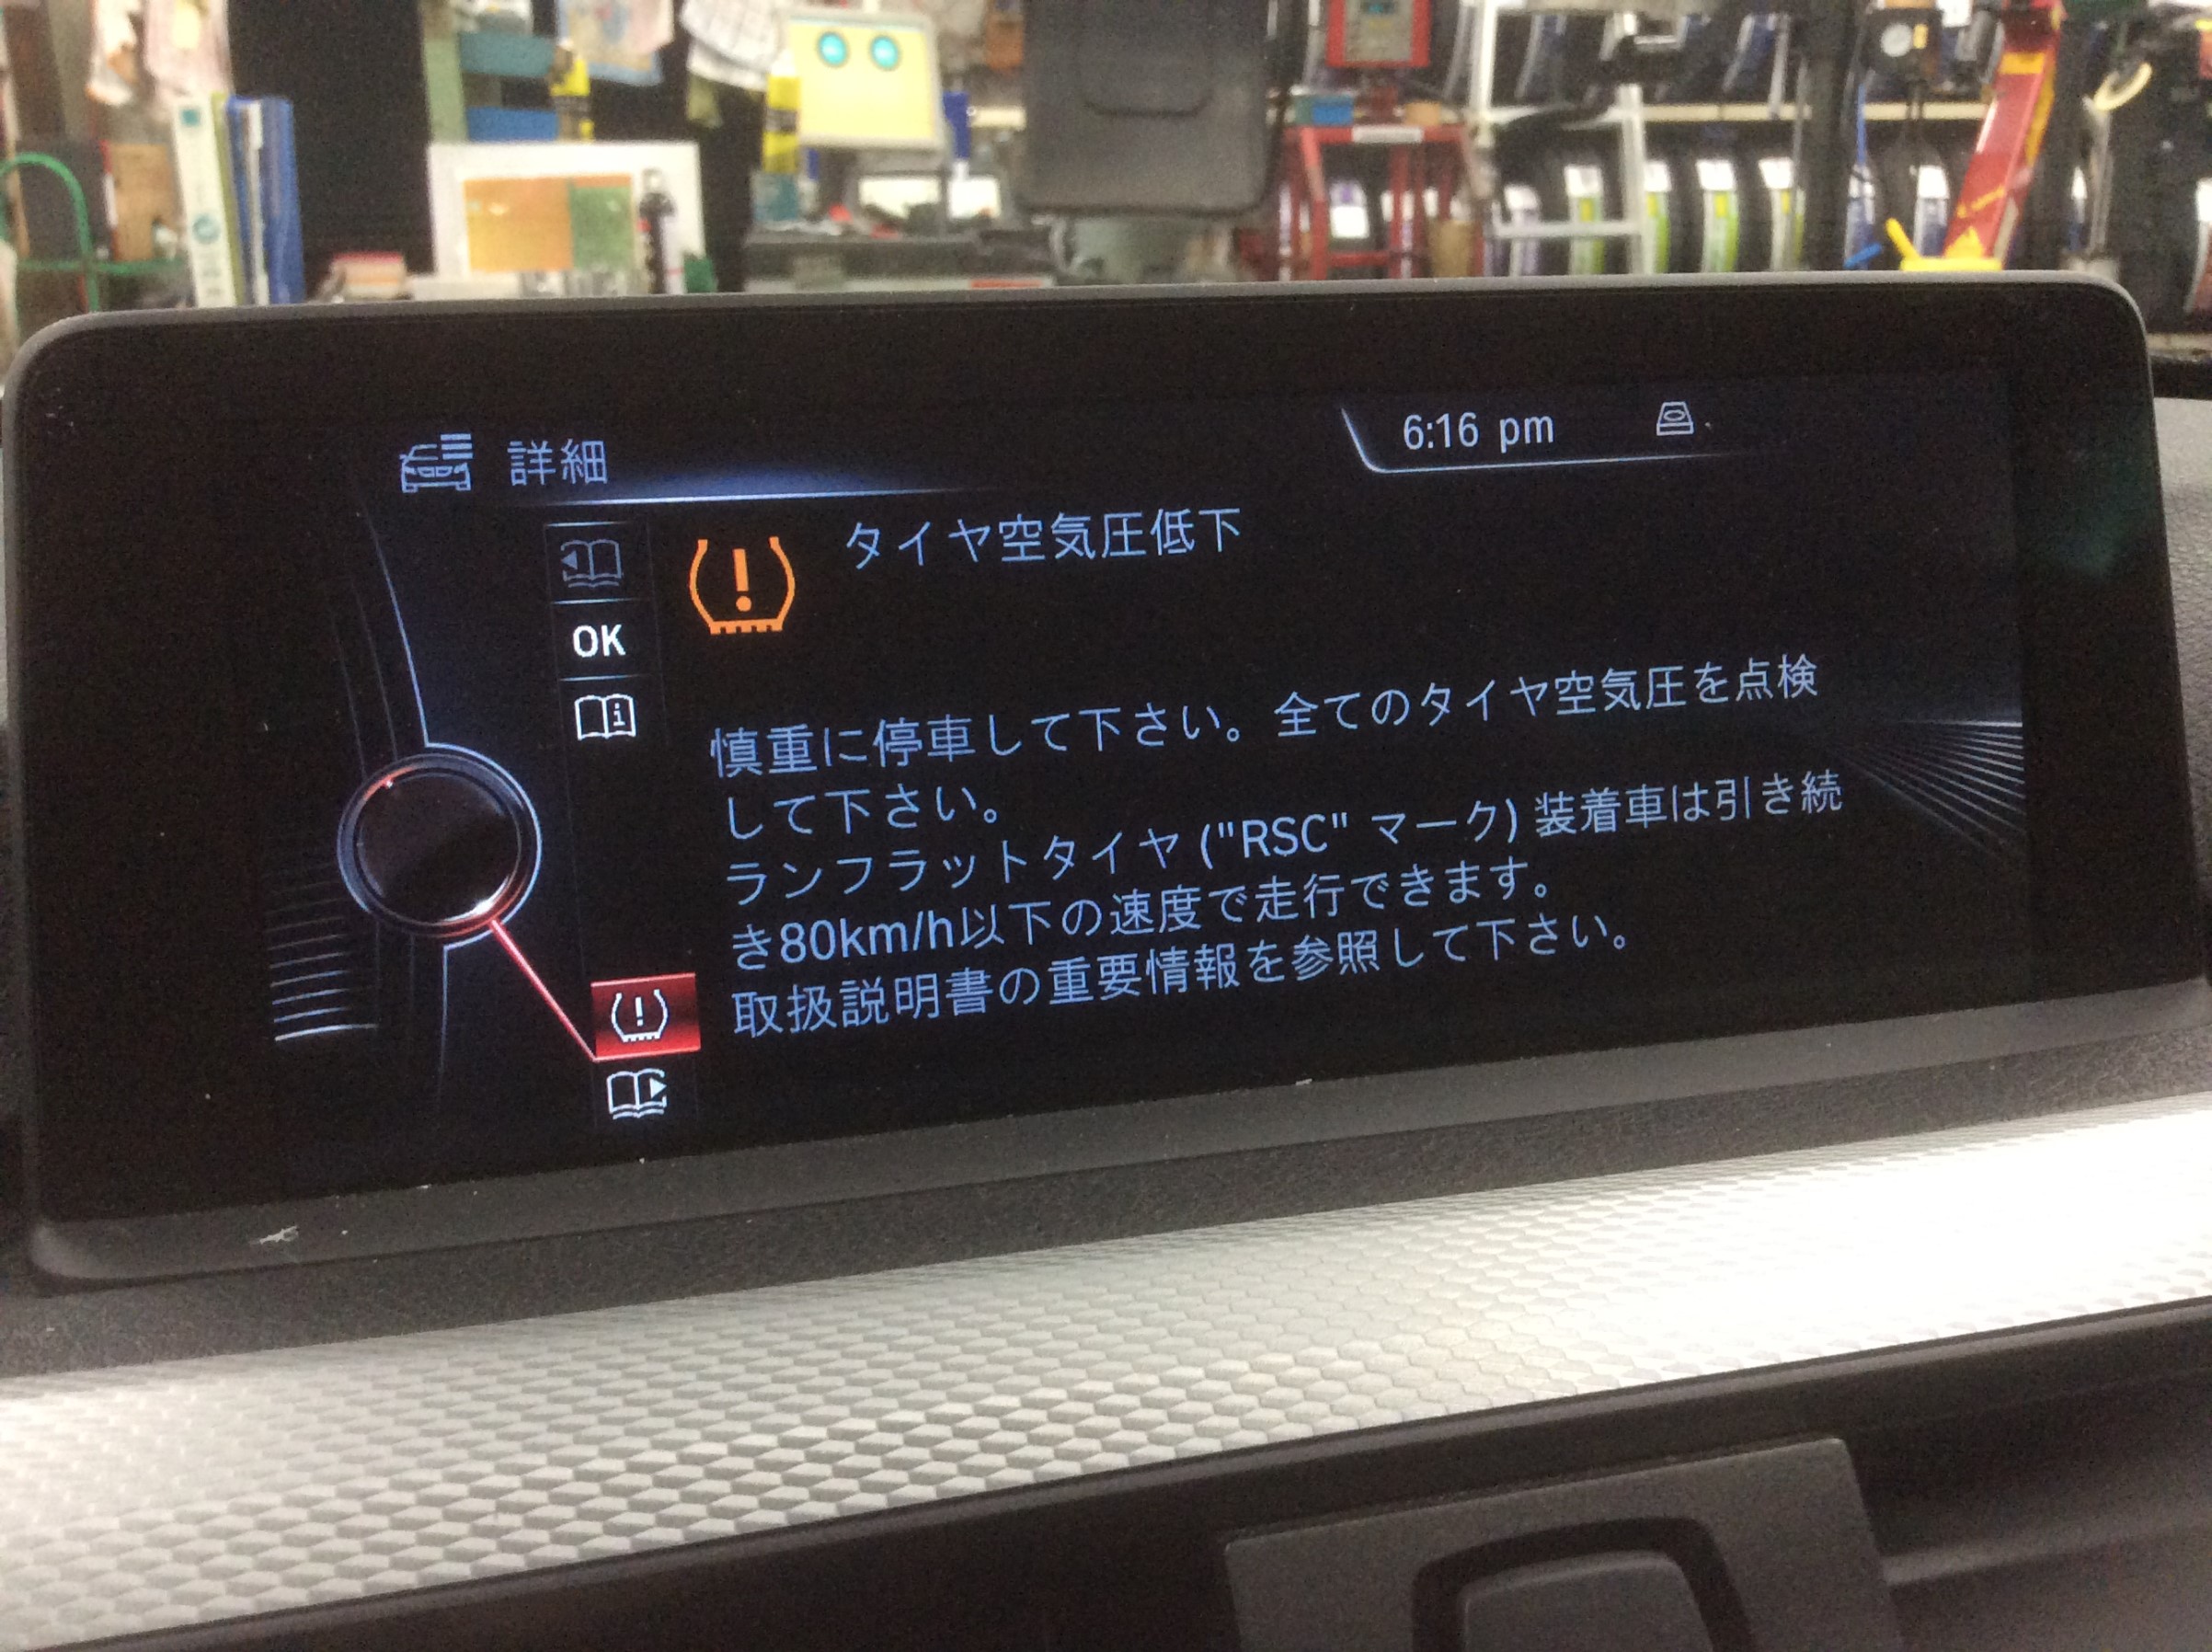 詳細
6:16 pm
タイヤ空気圧低下
OK
慎重に停車して下さい。全てのタイヤ空気圧を点検
して下さい。
ランフラットタイヤ ("RSC" マーク) 装着車は引き続
き80km/h以下の速度で走行できます。
取扱説明書の重要情報を参照して下さい。